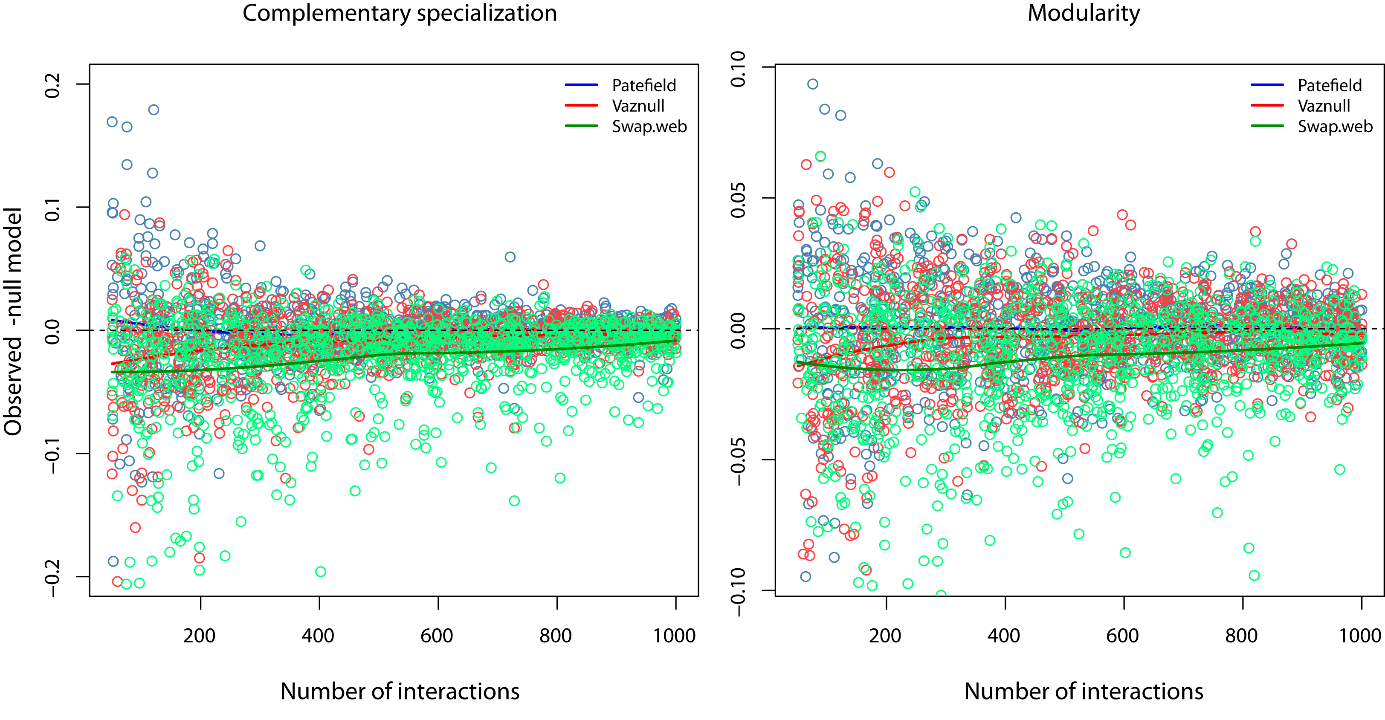 Complementary specialization
Modularity
Observed -null model
0.2
0.1
0.0
−0.1
−0.2
Patefield
Vaznull
Swap.web
200
400
600
800
1000
Number of interactions
0.10
0.05
0.00
−0.05
−0.10
Patefield
Vaznull
Swap.web
200
400
600
800
1000
Number of interactions